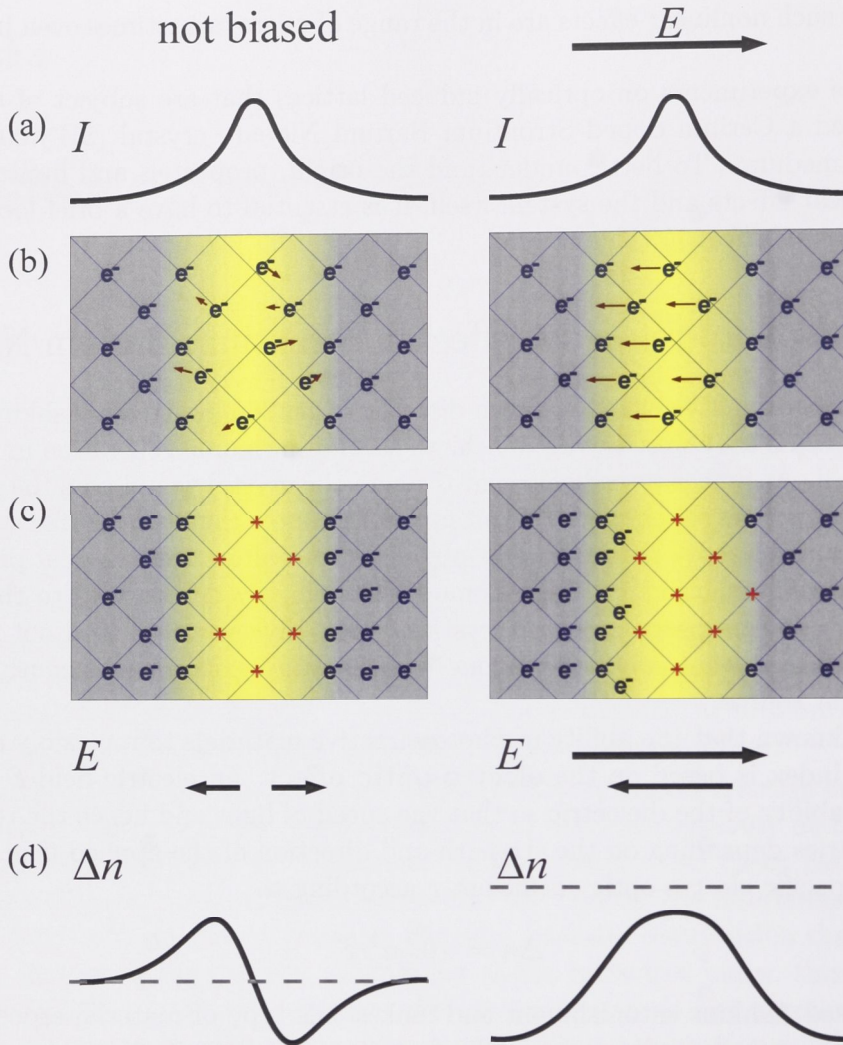 not biased
E
(a)
I
I
(b)
e- e- e- e- e-
e- e- e- e-
e- e- e- e- e-
e- e- e- e-
e- e- e- e- e-
e- e- e- e- e-
e- e- e- e-
e- e- e- e- e-
e- e- e- e-
e- e- e- e- e-
(c)
e- e- e- + e- e- e-
e- e- + + e- e-
e- e- e- + e- e- e-
e- e- + + e- e-
e- e- e- + e- e- e-
e- e- e- + e- e-
e- e- e- + + e-
e- e- e- + + e-
e- e- e- + + e-
e- e- e- + e- e-
e-
E
(d)
Δn
Δn